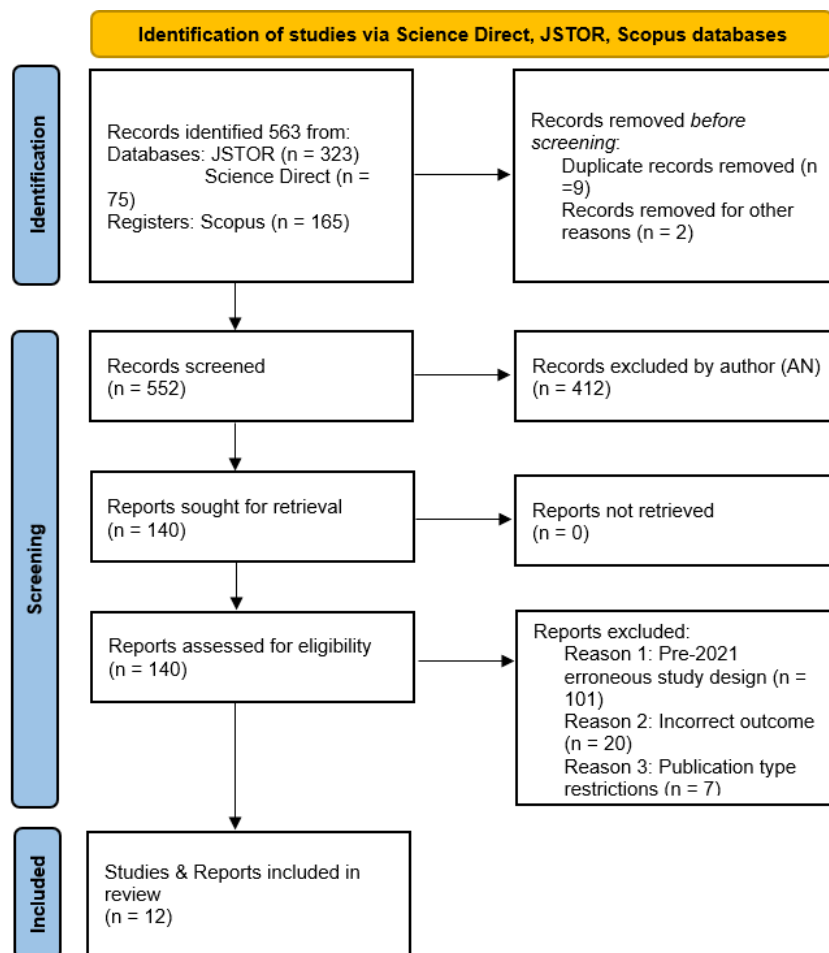 Identification of studies via Science Direct, JSTOR, Scopus databases
Identification
Records identified 563 from:
Databases: JSTOR (n = 323)
Science Direct (n =
75)
Registers: Scopus (n = 165)
Records removed before
screening:
Duplicate records removed (n
=9)
Records removed for other
reasons (n = 2)
Screening
Records screened
(n = 552)
Records excluded by author (AN)
(n = 412)
Reports sought for retrieval
(n = 140)
Reports not retrieved
(n = 0)
Reports assessed for eligibility
(n = 140)
Reports excluded:
Reason 1: Pre-2021
erroneous study design (n =
101)
Reason 2: Incorrect outcome
(n = 20)
Reason 3: Publication type
restrictions (n = 7)
Included
Studies & Reports included in
review
(n = 12)